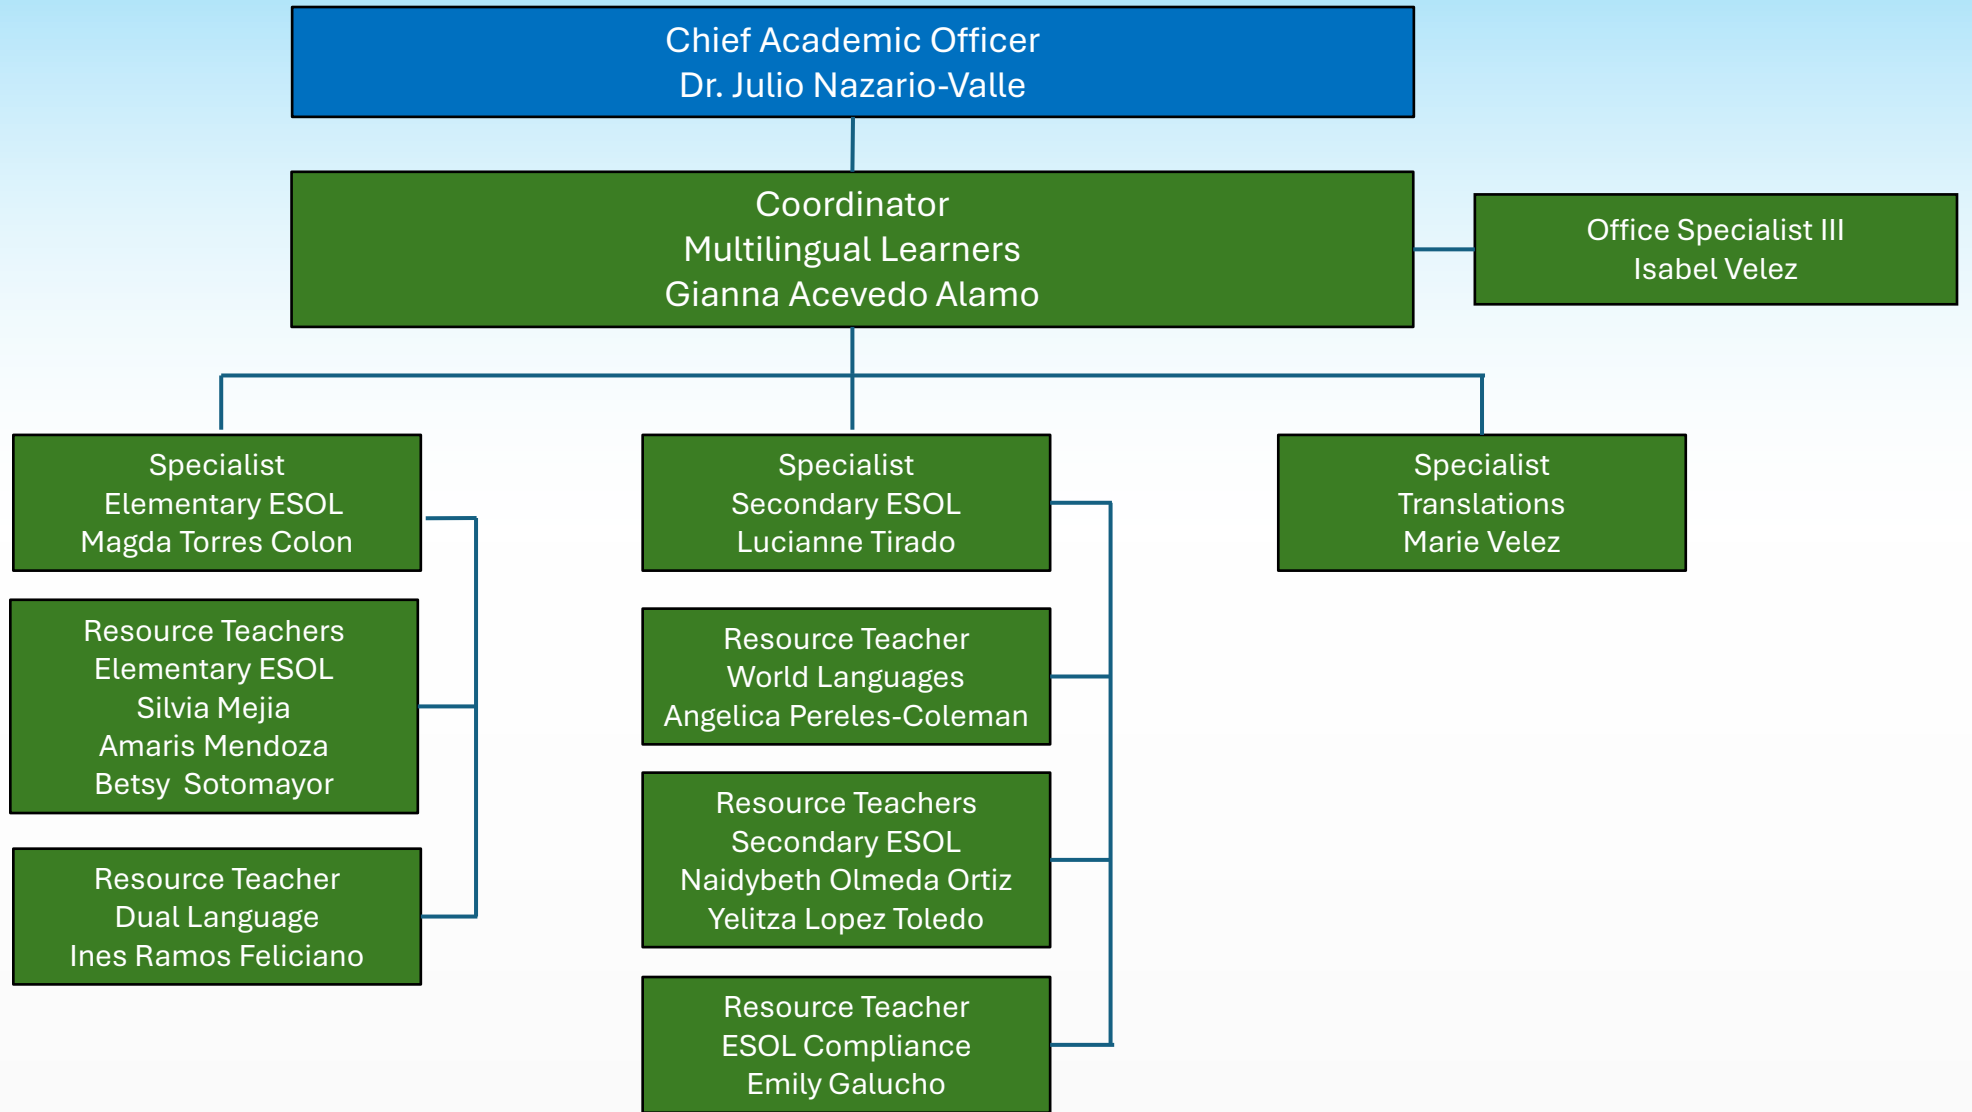 Chief Academic Officer
Dr. Julio Nazario-Valle
Coordinator
Multilingual Learners
Gianna Acevedo Alamo
Office Specialist III
Isabel Velez
Specialist
Elementary ESOL
Magda Torres Colon
Resource Teachers
Elementary ESOL
Silvia Mejia
Amaris Mendoza
Betsy  Sotomayor
Resource Teacher
Dual Language
Ines Ramos Feliciano
Specialist
Secondary ESOL
Lucianne Tirado
Resource Teacher
World Languages
Angelica Pereles-Coleman
Resource Teachers
Secondary ESOL
Naidybeth Olmeda Ortiz
Yelitza Lopez Toledo
Resource Teacher
ESOL Compliance
Emily Galucho
Specialist
Translations
Marie Velez